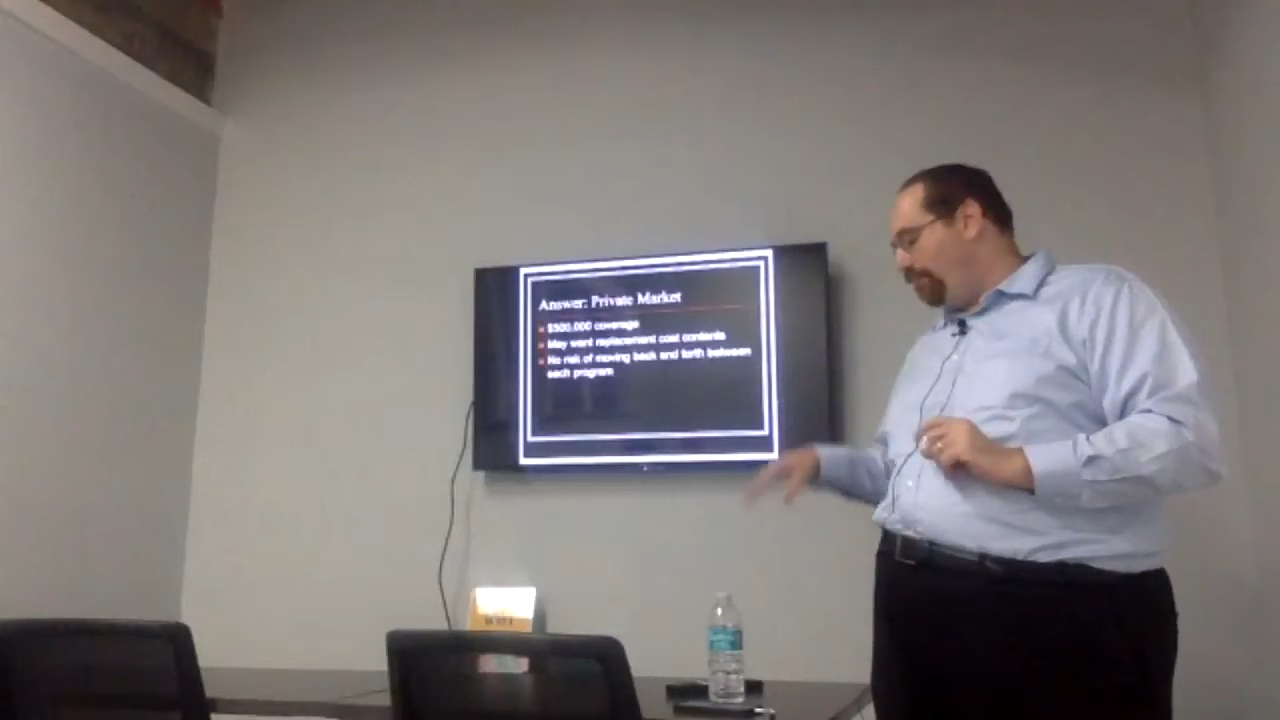 Answer: Private Market
$500,000 coverage
May want replacement cost contents
No risk of moving back and forth between
each program